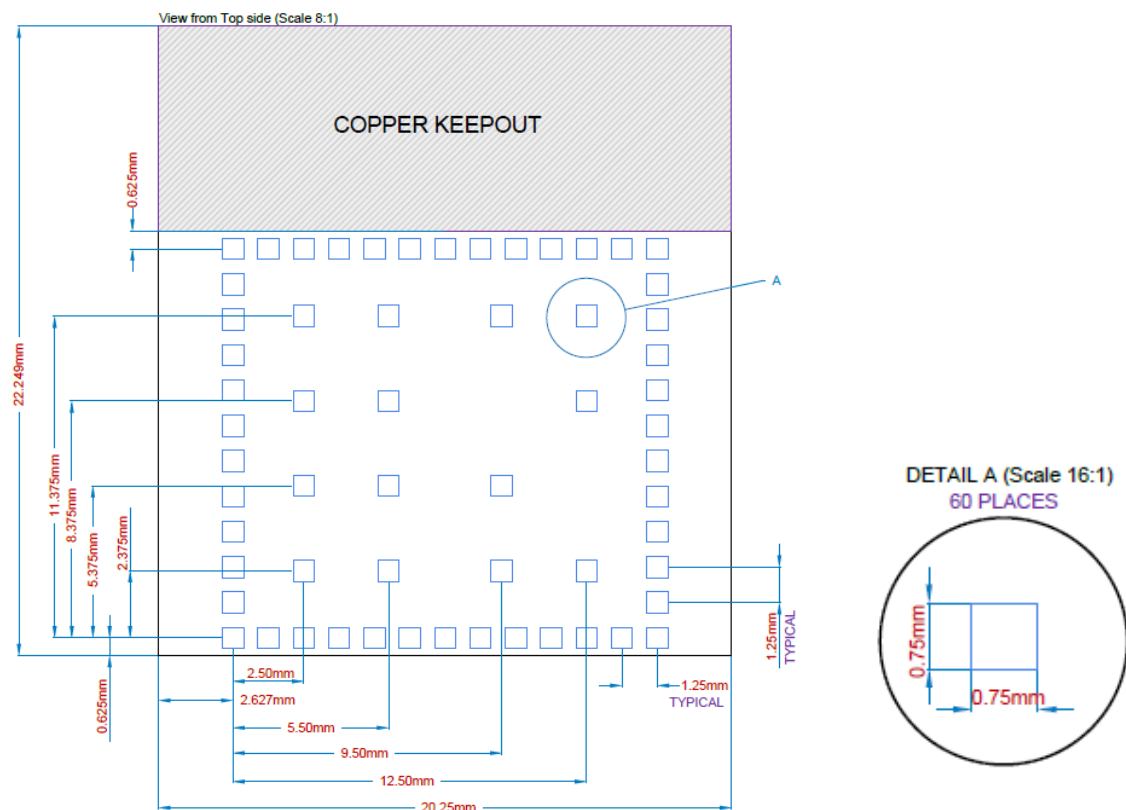 View from Top side (Scale 8:1)
COPPER KEEPOUT
0.625mm
A
22.249mm
11.375mm
8.375mm
5.375mm
2.375mm
0.625mm
1.25mm
TYPICAL
2.50mm
2.627mm
1.25mm
TYPICAL
5.50mm
9.50mm
12.50mm
20.25mm
DETAIL A (Scale 16:1)
60 PLACES
0.75mm
0.75mm